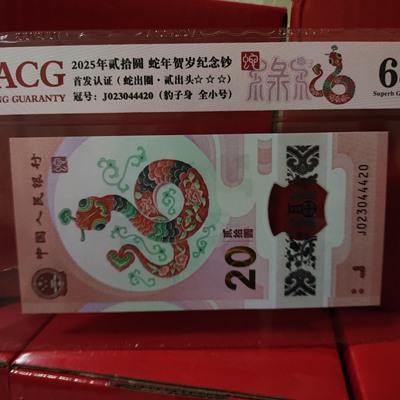 ACG
NG GUARANTY
2025年贰拾圆 蛇年贺岁纪念钞
首发认证（蛇出圈·贰出头☆☆☆）
冠号：J023044420（豹子身 全小号）
Superb G
中国人民银行
贰拾圆
20
J023044420